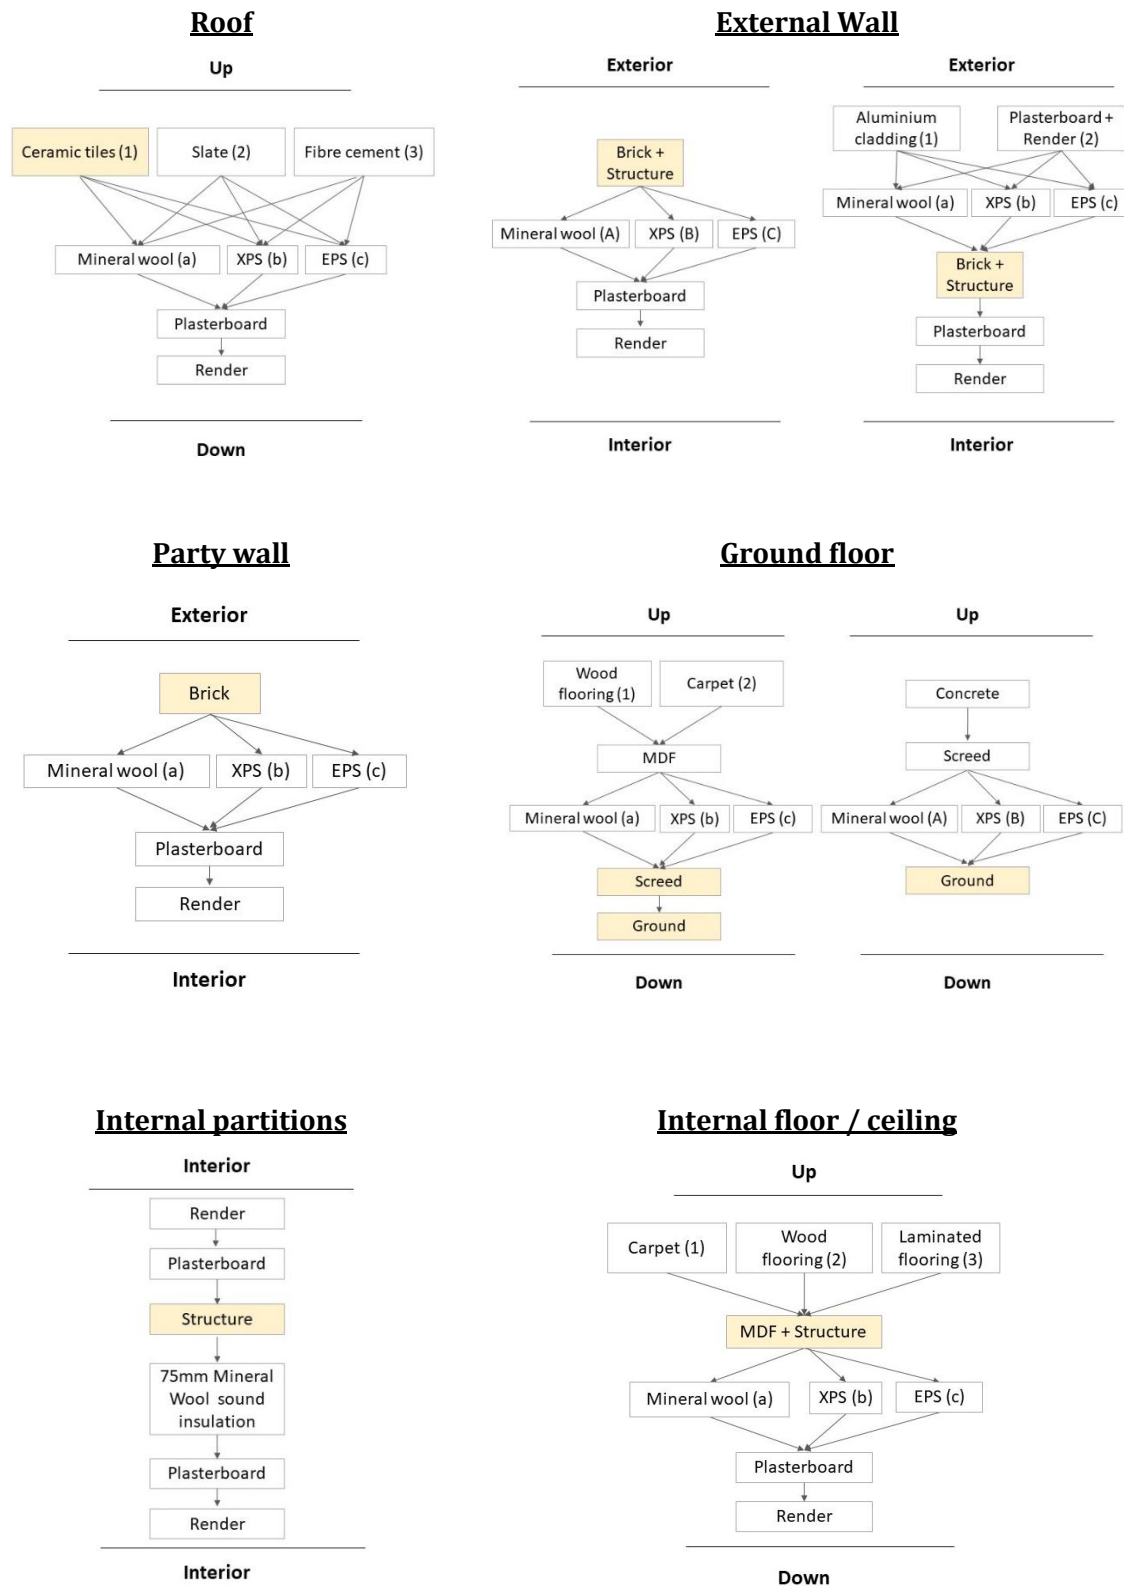 Roof
Up
Ceramic tiles (1)
Slate (2)
Fibre cement (3)
Mineral wool (a)
XPS (b)
EPS (c)
Plasterboard
Render
Down
External Wall
Exterior
Brick +
Structure
Mineral wool (A)
XPS (B)
EPS (C)
Plasterboard
Render
Interior
Exterior
Aluminium
cladding (1)
Plasterboard +
Render (2)
Mineral wool (a)
XPS (b)
EPS (c)
Brick +
Structure
Plasterboard
Render
Interior
Party wall
Exterior
Brick
Mineral wool (a)
XPS (b)
EPS (c)
Plasterboard
Render
Interior
Ground floor
Up
Wood
flooring (1)
Carpet (2)
MDF
Mineral wool (a)
XPS (b)
EPS (c)
Screed
Ground
Down
Up
Concrete
Screed
Mineral wool (A)
XPS (B)
EPS (C)
Ground
Down
Internal partitions
Interior
Render
Plasterboard
Structure
75mm Mineral
Wool sound
insulation
Plasterboard
Render
Interior
Internal floor / ceiling
Up
Carpet (1)
Wood
flooring (2)
Laminated
flooring (3)
MDF + Structure
Mineral wool (a)
XPS (b)
EPS (c)
Plasterboard
Render
Down